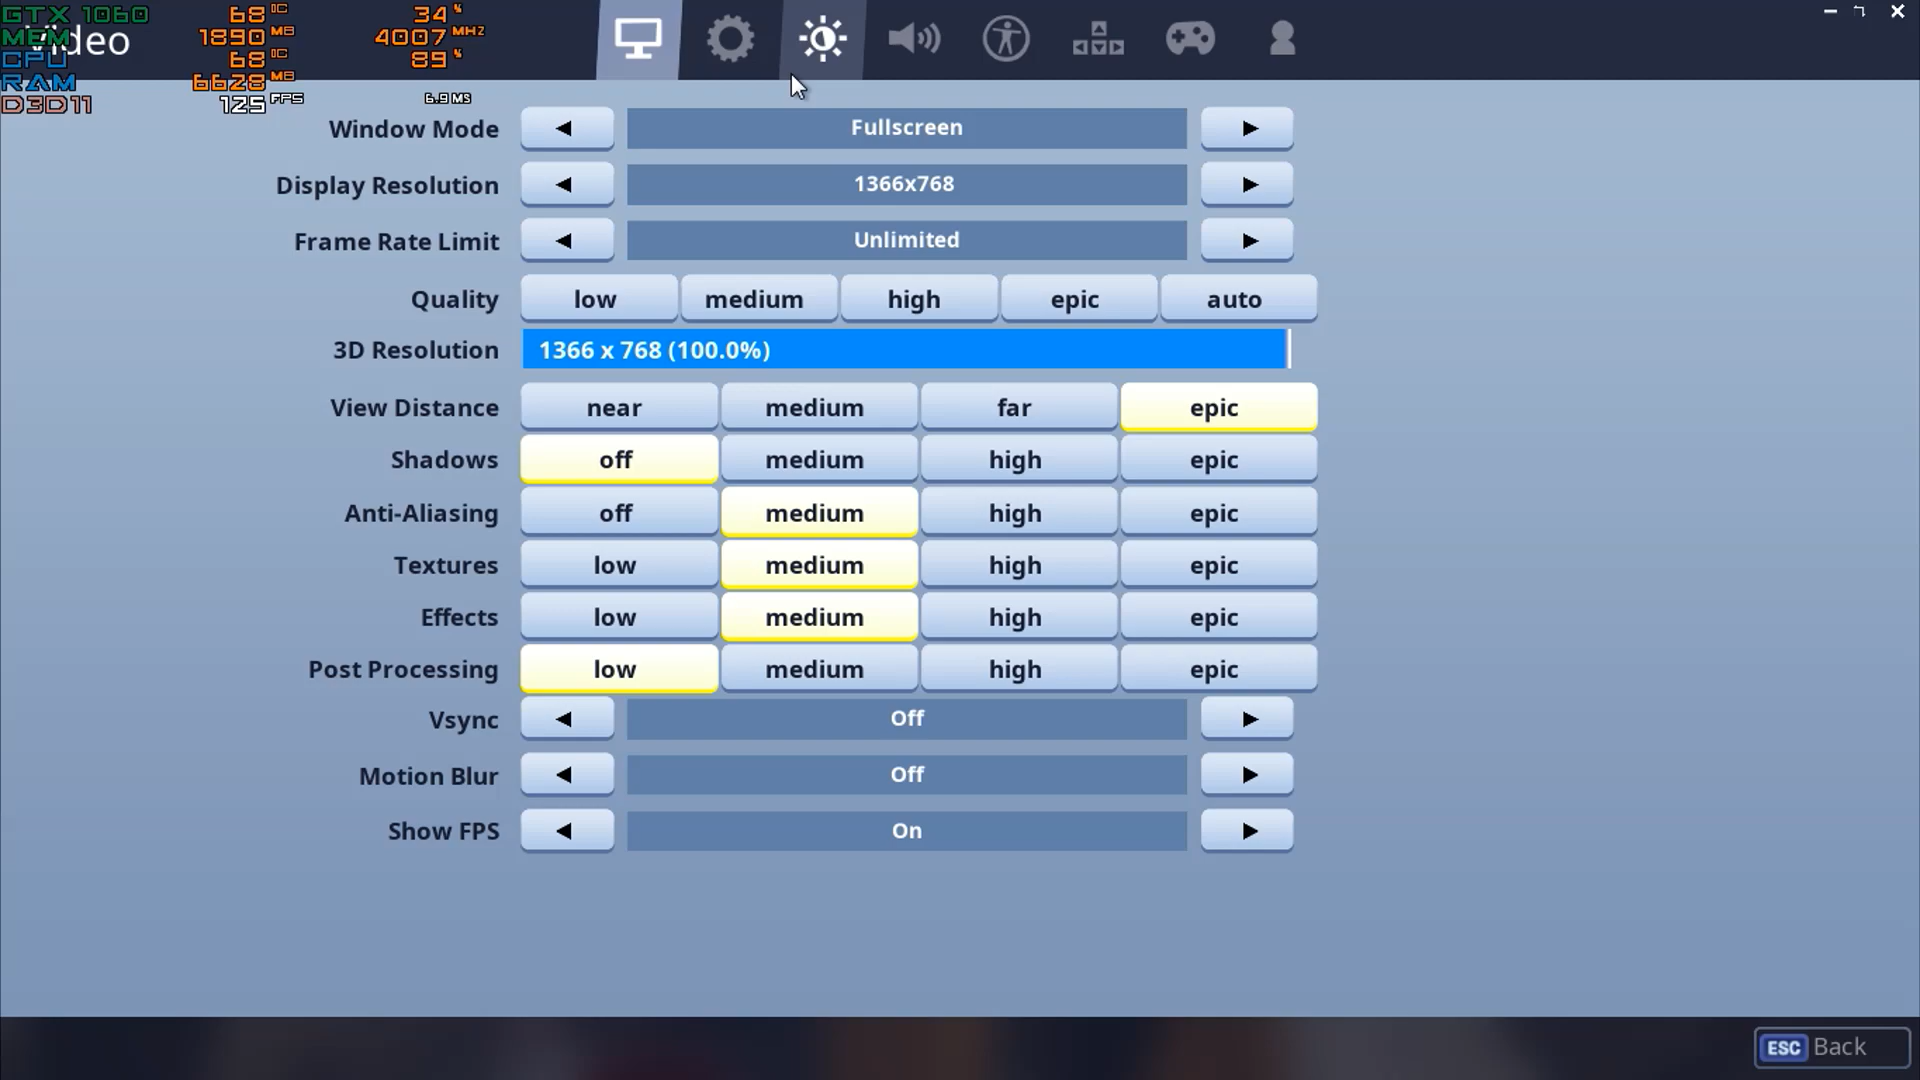 GTX 1060 68 °C 34 %
MEM 1890 MB 4007 MHz
CPU 68 °C 89 %
RAM 6628 MB
D3D11 125 FPS 6.9 MS
Video
Window Mode ◄ Fullscreen ►
Display Resolution ◄ 1366x768 ►
Frame Rate Limit ◄ Unlimited ►
Quality low medium high epic auto
3D Resolution 1366 x 768 (100.0%)
View Distance near medium far epic
Shadows off medium high epic
Anti-Aliasing off medium high epic
Textures low medium high epic
Effects low medium high epic
Post Processing low medium high epic
Vsync ◄ Off ►
Motion Blur ◄ Off ►
Show FPS ◄ On ►
ESC Back